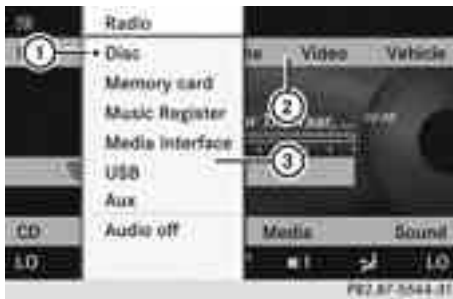 Radio
1
• Disc
Video
Vehicle
Memory card
2
Music Register
Media Interface
3
USB
Aux
CD
Audio off
Media
Sound
LO
LO
P82.87-5544-31